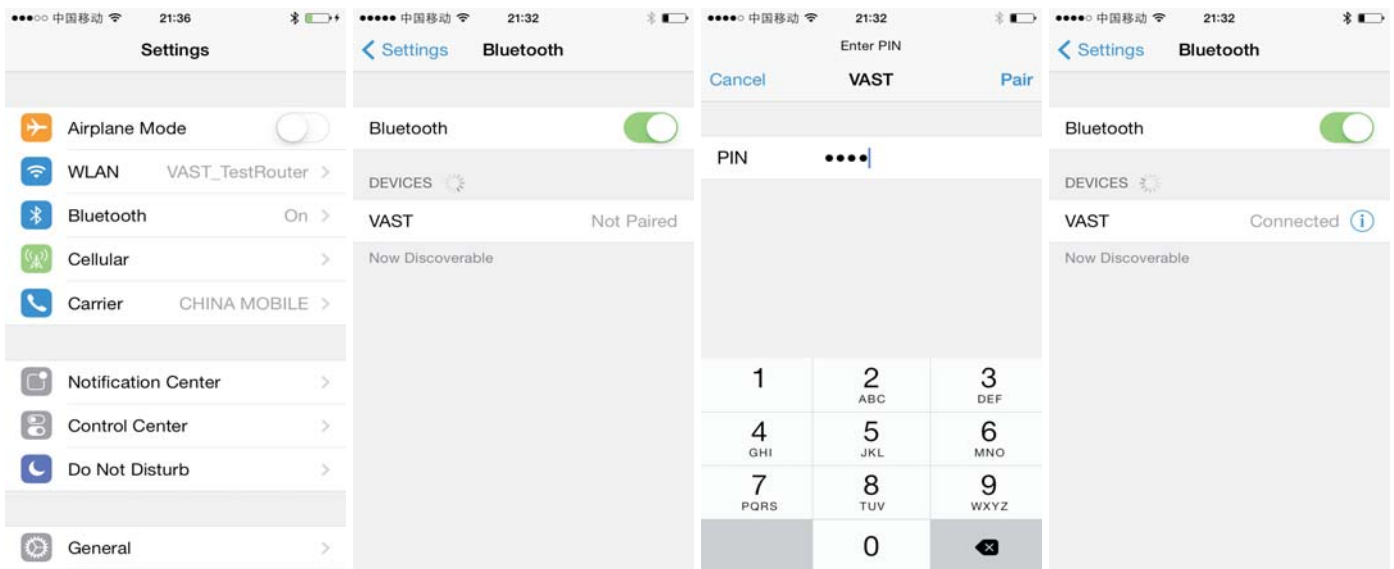 中国移动 21:36
Settings
Airplane Mode
WLAN VAST_TestRouter
Bluetooth On
Cellular
Carrier CHINA MOBILE
Notification Center
Control Center
Do Not Disturb
General
中国移动 21:32
Settings Bluetooth
Bluetooth
DEVICES
VAST Not Paired
Now Discoverable
中国移动 21:32
Enter PIN
Cancel VAST Pair
PIN ••••
1 2 3
ABC DEF
4 5 6
GHI JKL MNO
7 8 9
PQRS TUV WXYZ
0
中国移动 21:32
Settings Bluetooth
Bluetooth
DEVICES
VAST Connected
Now Discoverable